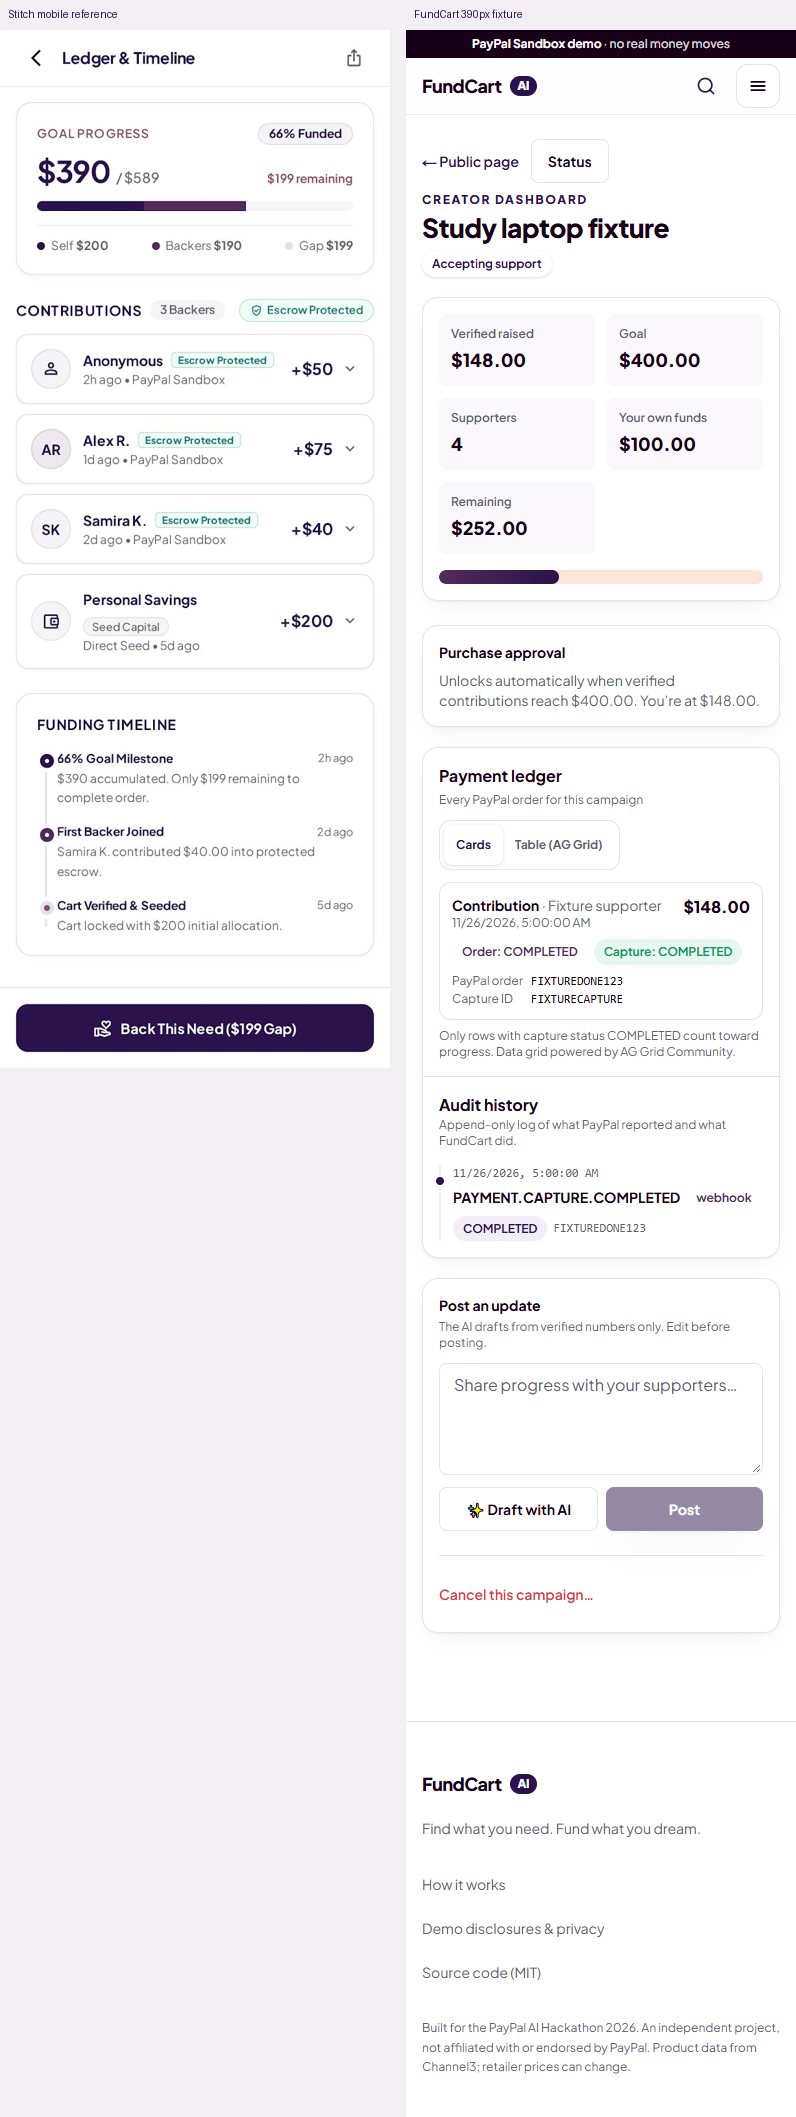 Stitch mobile reference
Ledger & Timeline
GOAL PROGRESS
66% Funded
$390 / $589
$199 remaining
Self $200
Backers $190
Gap $199
CONTRIBUTIONS
3 Backers
Escrow Protected
Anonymous
Escrow Protected
2h ago • PayPal Sandbox
+$50
AR
Alex R.
Escrow Protected
1d ago • PayPal Sandbox
+$75
SK
Samira K.
Escrow Protected
2d ago • PayPal Sandbox
+$40
Personal Savings
Seed Capital
Direct Seed • 5d ago
+$200
FUNDING TIMELINE
66% Goal Milestone
2h ago
$390 accumulated. Only $199 remaining to
complete order.
First Backer Joined
2d ago
Samira K. contributed $40.00 into protected
escrow.
Cart Verified & Seeded
5d ago
Cart locked with $200 initial allocation.
Back This Need ($199 Gap)
FundCart 390px fixture
PayPal Sandbox demo · no real money moves
FundCart AI
← Public page
Status
CREATOR DASHBOARD
Study laptop fixture
Accepting support
Verified raised
$148.00
Goal
$400.00
Supporters
4
Your own funds
$100.00
Remaining
$252.00
Purchase approval
Unlocks automatically when verified
contributions reach $400.00. You're at $148.00.
Payment ledger
Every PayPal order for this campaign
Cards
Table (AG Grid)
Contribution · Fixture supporter
$148.00
11/26/2026, 5:00:00 AM
Order: COMPLETED
Capture: COMPLETED
PayPal order FIXTUREDONE123
Capture ID FIXTURECAPTURE
Only rows with capture status COMPLETED count toward
progress. Data grid powered by AG Grid Community.
Audit history
Append-only log of what PayPal reported and what
FundCart did.
11/26/2026, 5:00:00 AM
PAYMENT.CAPTURE.COMPLETED
webhook
COMPLETED
FIXTUREDONE123
Post an update
The AI drafts from verified numbers only. Edit before
posting.
Share progress with your supporters…
✨ Draft with AI
Post
Cancel this campaign…
FundCart AI
Find what you need. Fund what you dream.
How it works
Demo disclosures & privacy
Source code (MIT)
Built for the PayPal AI Hackathon 2026. An independent project,
not affiliated with or endorsed by PayPal. Product data from
Channel3; retailer prices can change.